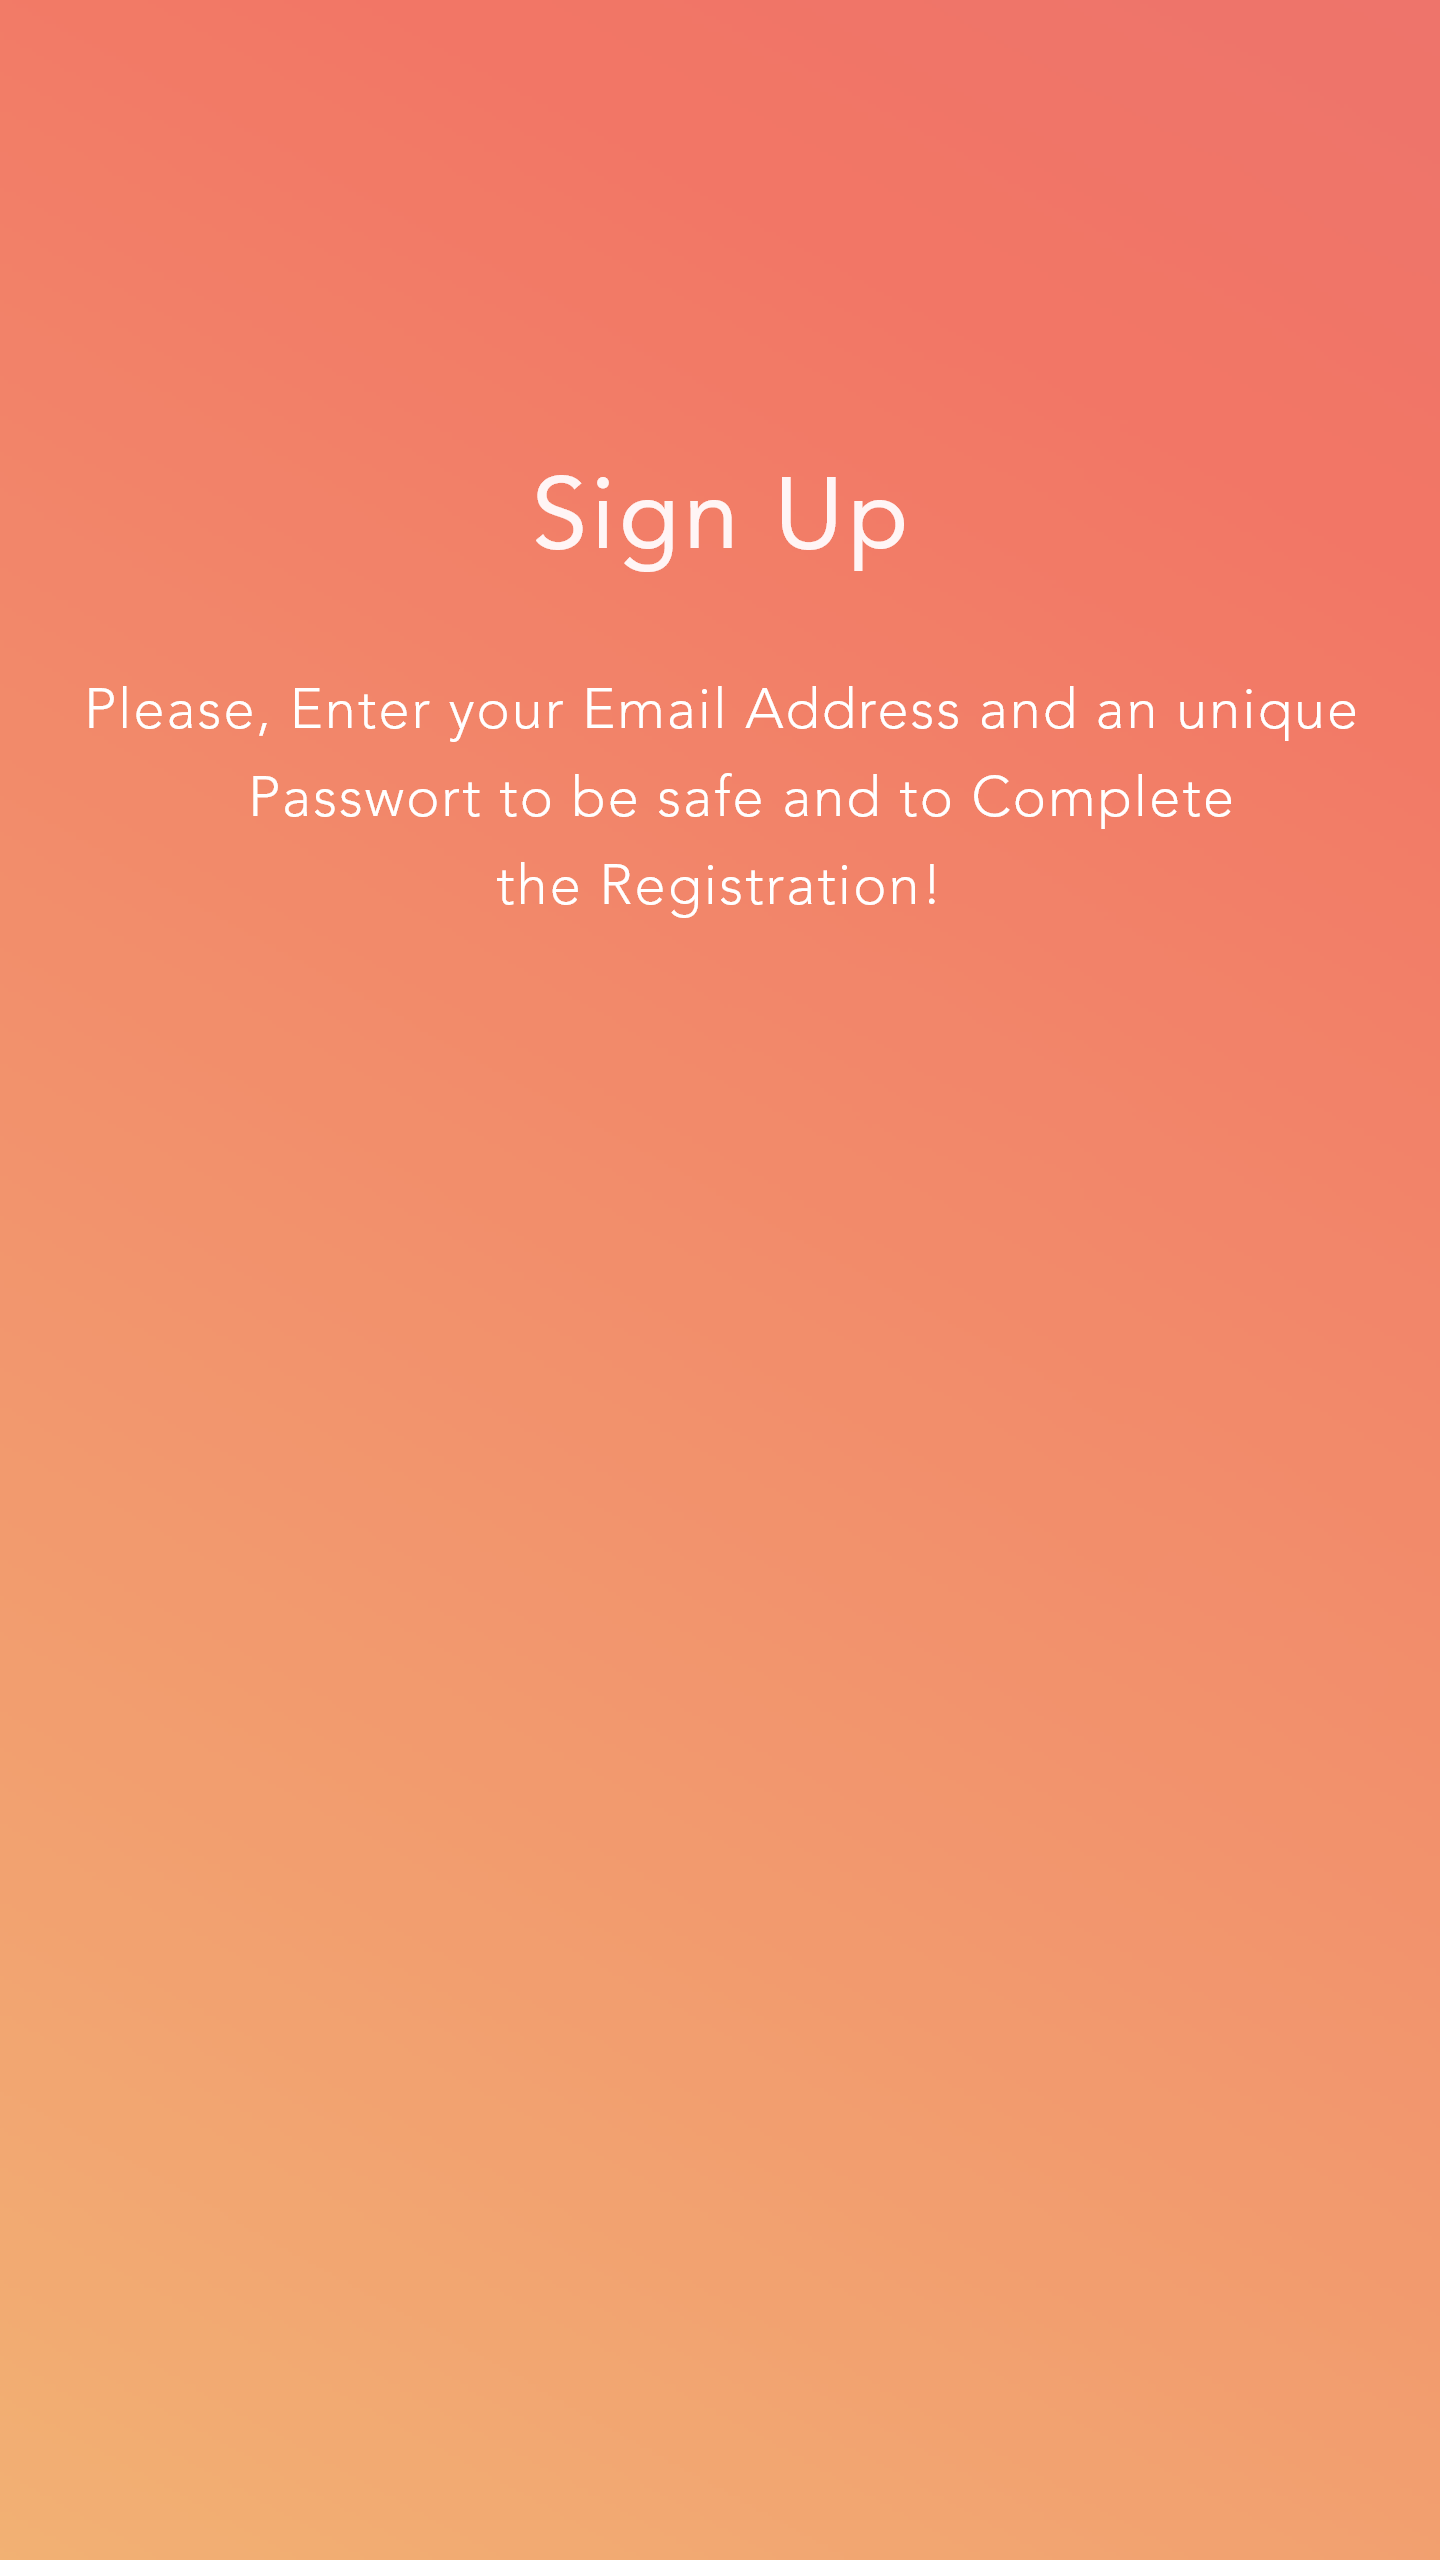 Sign Up
Please, Enter your Email Address and an unique
Passwort to be safe and to Complete
the Registration!